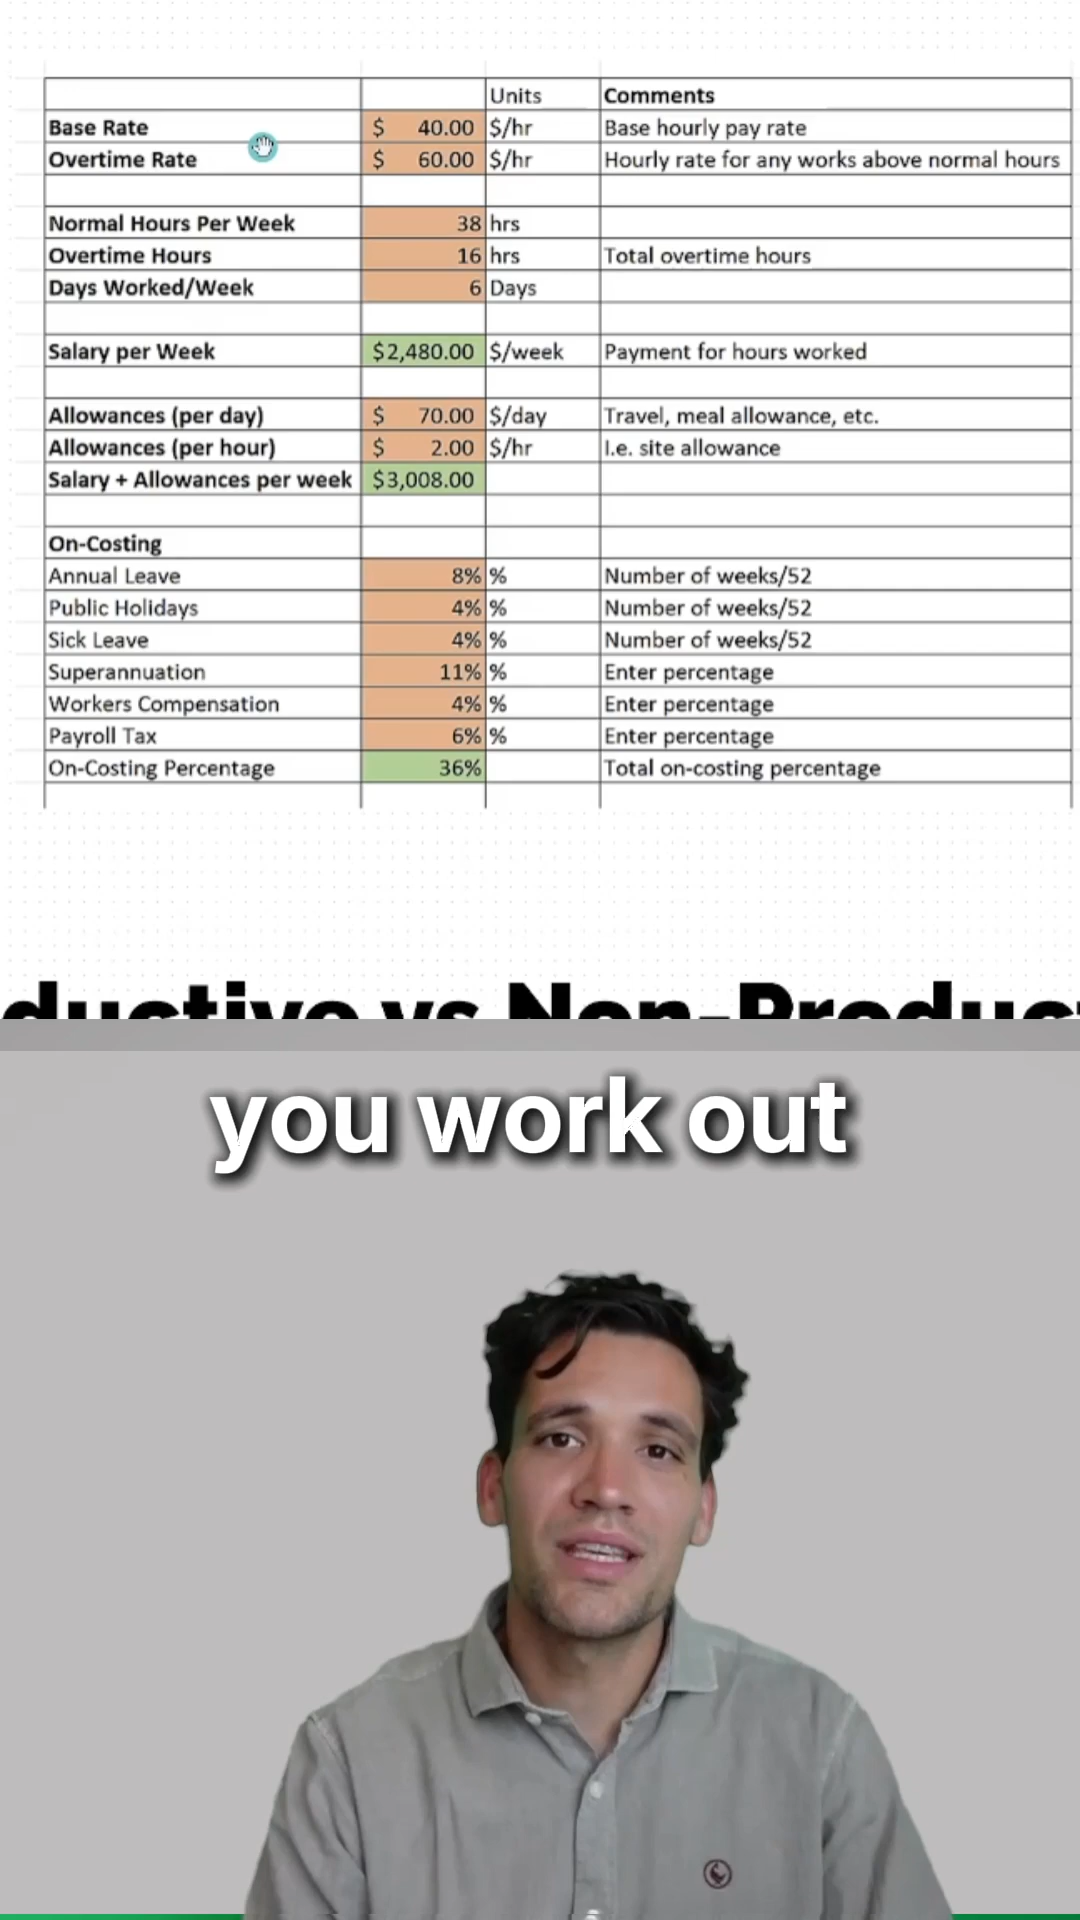 Units Comments
Base Rate $ 40.00 $/hr Base hourly pay rate
Overtime Rate $ 60.00 $/hr Hourly rate for any works above normal hours
Normal Hours Per Week 38 hrs
Overtime Hours 16 hrs Total overtime hours
Days Worked/Week 6 Days
Salary per Week $2,480.00 $/week Payment for hours worked
Allowances (per day) $ 70.00 $/day Travel, meal allowance, etc.
Allowances (per hour) $ 2.00 $/hr I.e. site allowance
Salary + Allowances per week $3,008.00
On-Costing
Annual Leave 8% % Number of weeks/52
Public Holidays 4% % Number of weeks/52
Sick Leave 4% % Number of weeks/52
Superannuation 11% % Enter percentage
Workers Compensation 4% % Enter percentage
Payroll Tax 6% % Enter percentage
On-Costing Percentage 36% Total on-costing percentage
ductive vs Non-Product
you work out